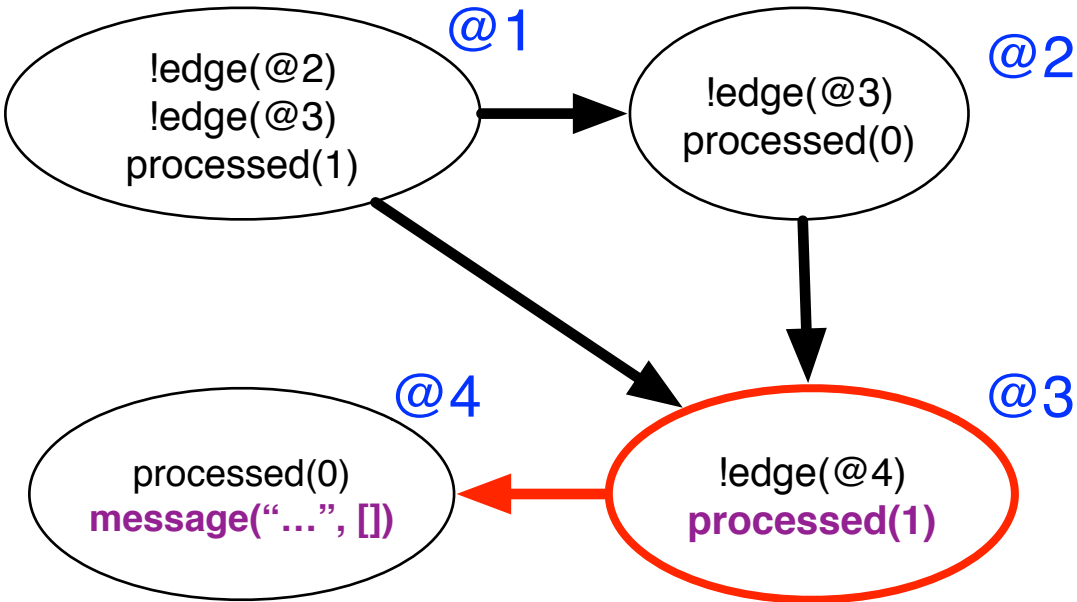 @1
!edge(@2)
!edge(@3)
processed(1)
@2
!edge(@3)
processed(0)
@4
processed(0)
message(“…”, [])
@3
!edge(@4)
processed(1)